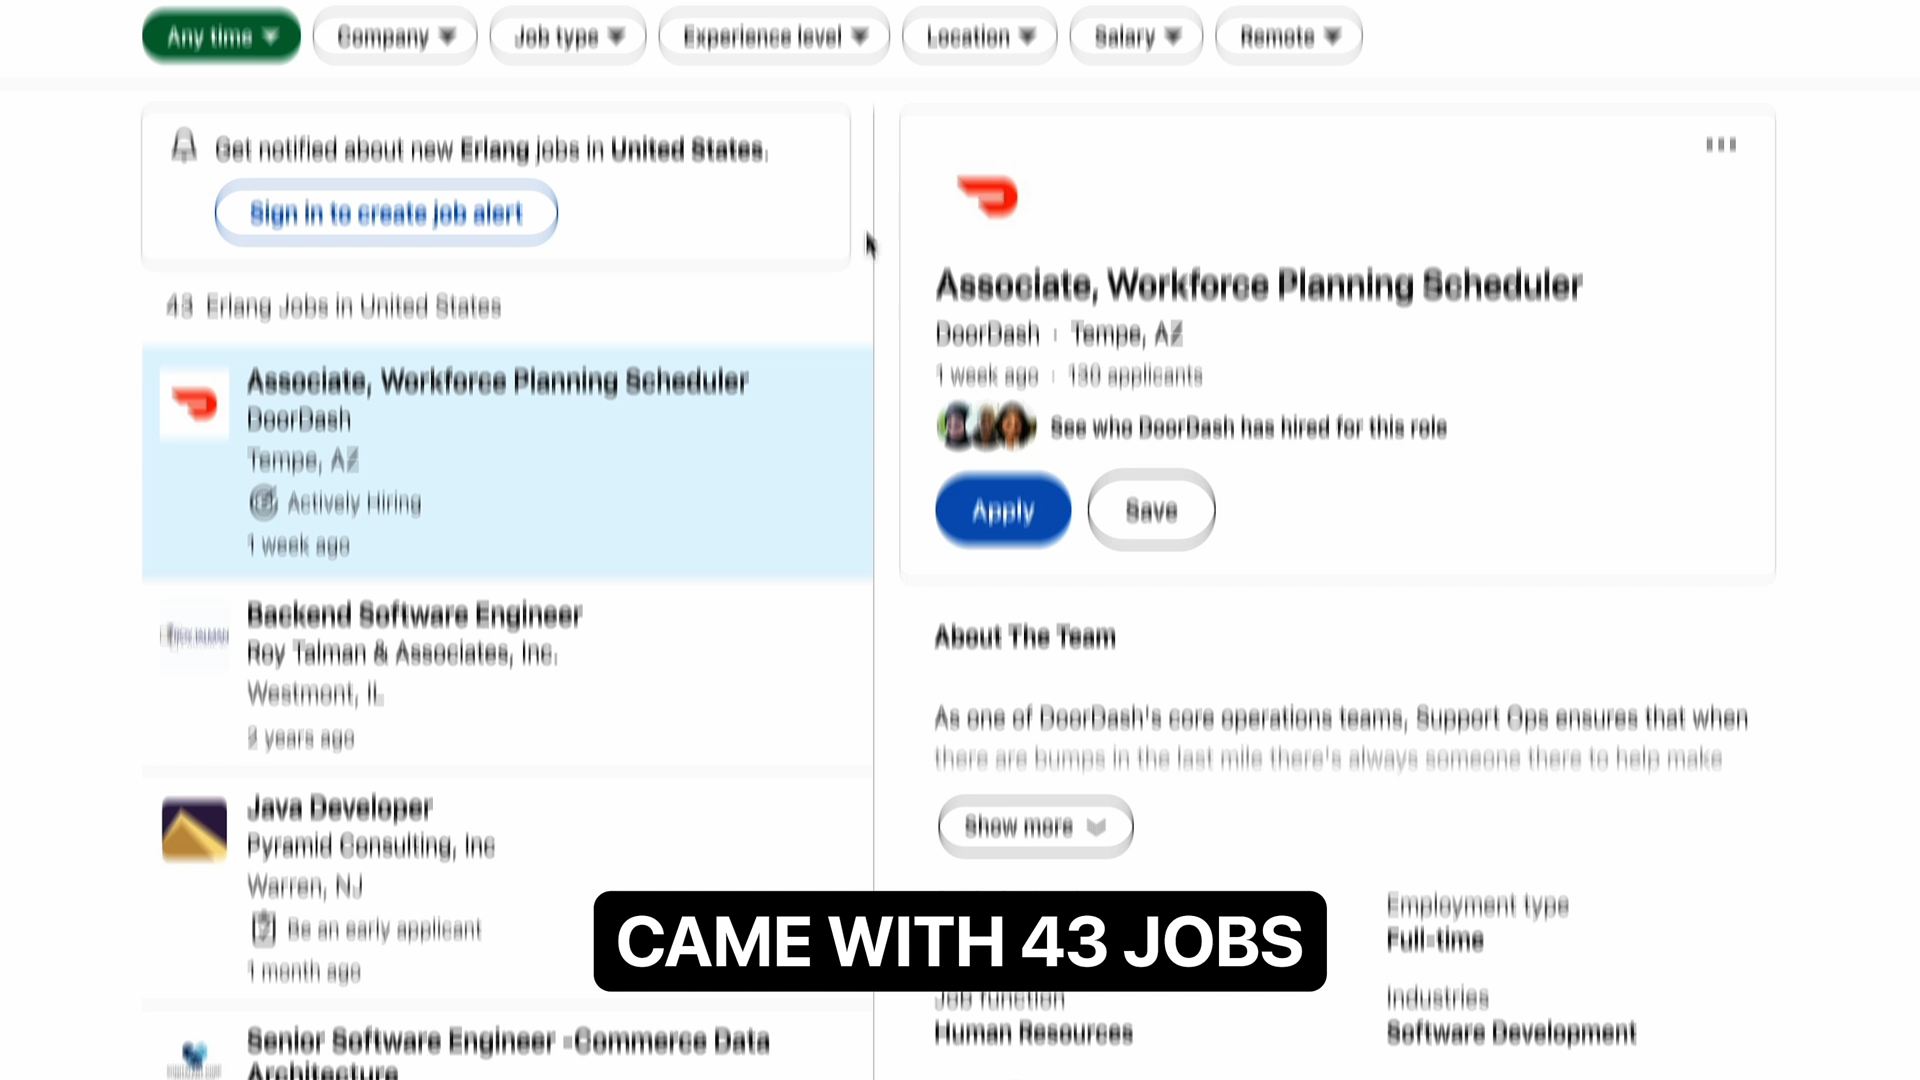 Any time
Company
Job type
Experience level
Location
Salary
Remote
Get notified about new Erlang jobs in United States.
Sign in to create job alert
43 Erlang Jobs in United States
Associate, Workforce Planning Scheduler
DoorDash
Tempe, AZ
Actively Hiring
1 week ago
Backend Software Engineer
Roy Talman & Associates, Inc.
Westmont, IL
2 years ago
Java Developer
Pyramid Consulting, Inc
Warren, NJ
Be an early applicant
1 month ago
Senior Software Engineer -Commerce Data
Architecture
Associate, Workforce Planning Scheduler
DoorDash Tempe, AZ
1 week ago 130 applicants
See who DoorDash has hired for this role
Apply
Save
About The Team
As one of DoorDash's core operations teams, Support Ops ensures that when
there are bumps in the last mile there's always someone there to help make
Show more
Employment type
Full-time
Job function
Human Resources
Industries
Software Development
CAME WITH 43 JOBS